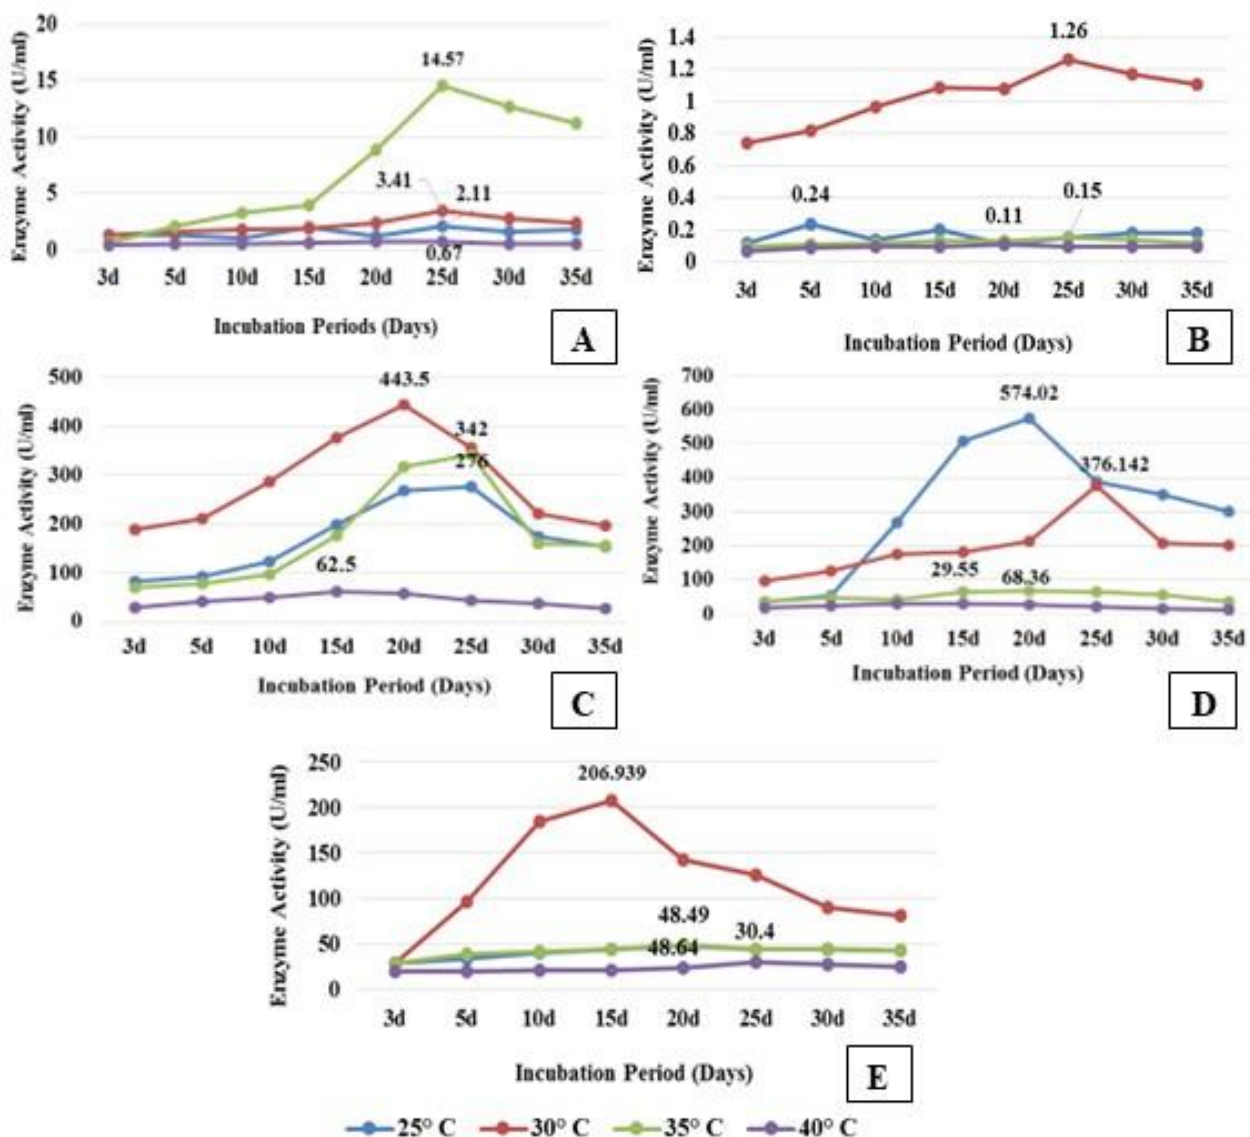 Enzyme Activity (U/ml)
20
15
10
5
0
14.57
3.41
2.11
0.67
3d 5d 10d 15d 20d 25d 30d 35d
Incubation Periods (Days)
A
Enzyme Activity (U/ml)
1.4
1.2
1
0.8
0.6
0.4
0.2
0
1.26
0.24
0.11
0.15
3d 5d 10d 15d 20d 25d 30d 35d
Incubation Period (Days)
B
Enzyme Activity (U/ml)
500
400
300
200
100
0
443.5
342
276
62.5
3d 5d 10d 15d 20d 25d 30d 35d
Incubation Period (Days)
C
Enzyme Activity (U/ml)
700
600
500
400
300
200
100
0
574.02
376.142
29.55
68.36
3d 5d 10d 15d 20d 25d 30d 35d
Incubation Period (Days)
D
Enzyme Activity (U/ml)
250
200
150
100
50
0
206.939
48.49
48.64
30.4
3d 5d 10d 15d 20d 25d 30d 35d
Incubation Period (Days)
E
25° C 30° C 35° C 40° C